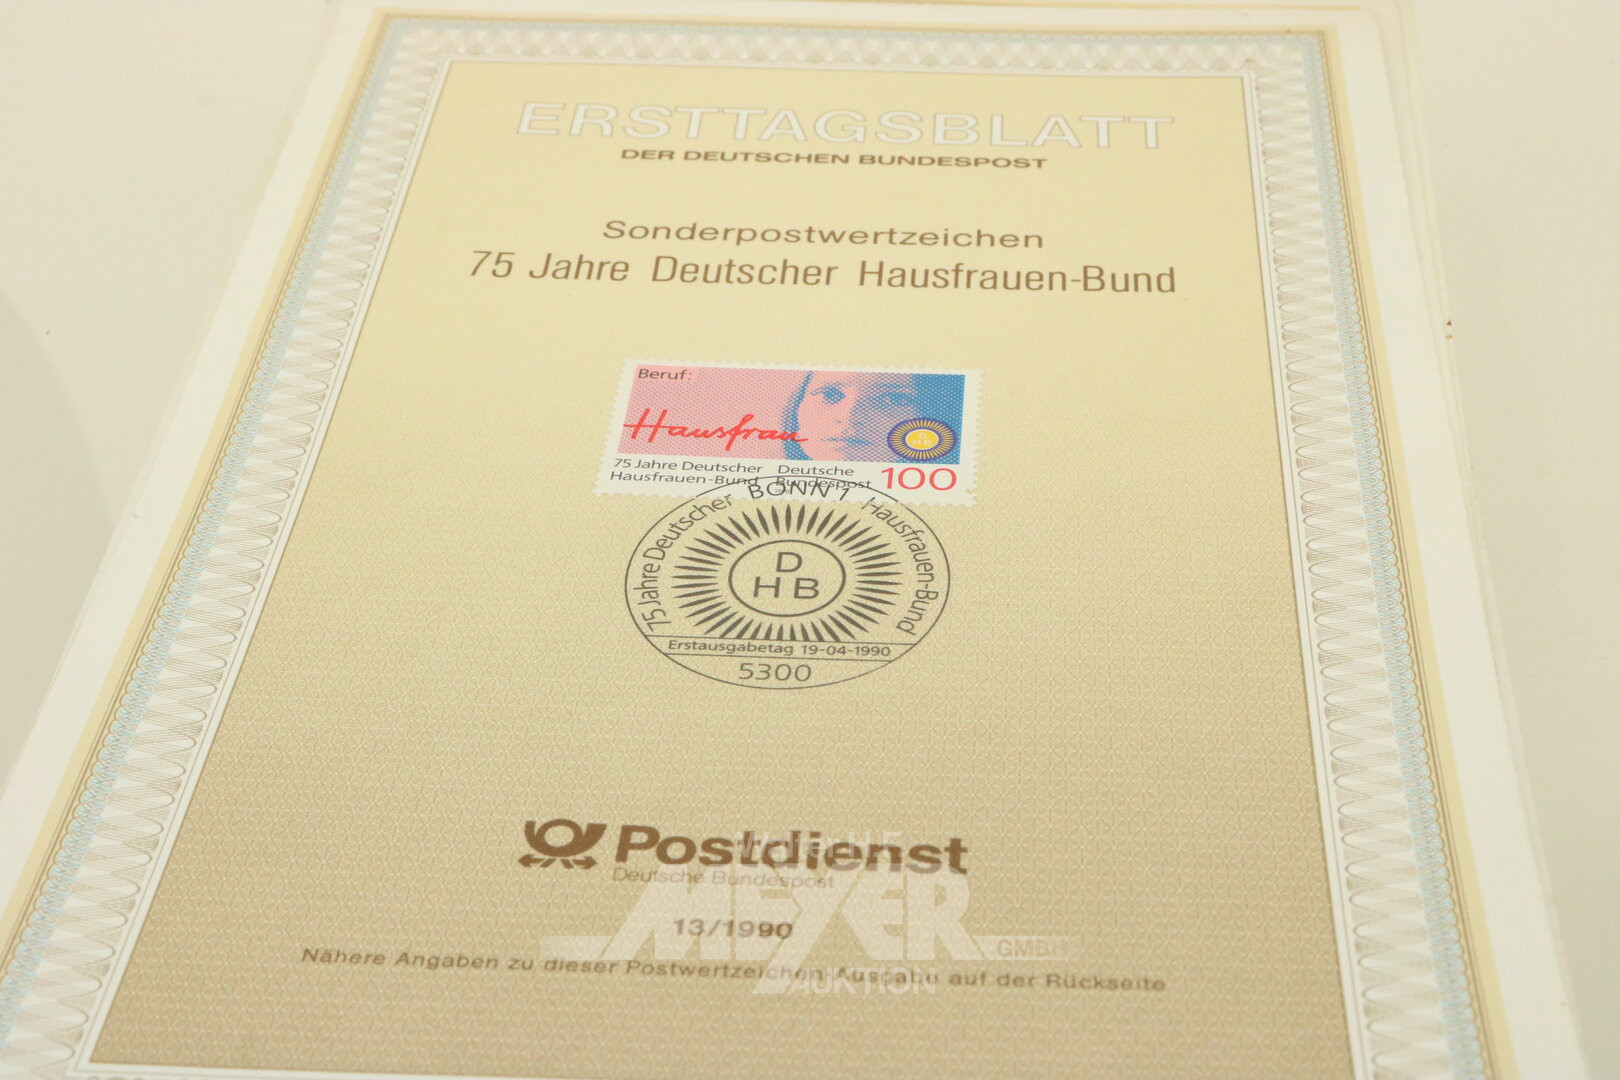 ERSTTAGSBLATT
DER DEUTSCHEN BUNDESPOST
Sonderpostwertzeichen
75 Jahre Deutscher Hausfrauen-Bund
Beruf:
Hausfrau
DHB
75 Jahre Deutscher
Hausfrauen-Bund
Deutsche
Bundespost
100
BONN 1
75 Jahre Deutscher Hausfrauen-Bund
D
HB
Erstausgabetag 19-04-1990
5300
Postdienst
Deutsche Bundespost
13/1990
Nähere Angaben zu dieser Postwertzeichen-Ausgabe auf der Rückseite
MEYER GMBH
AUKTION